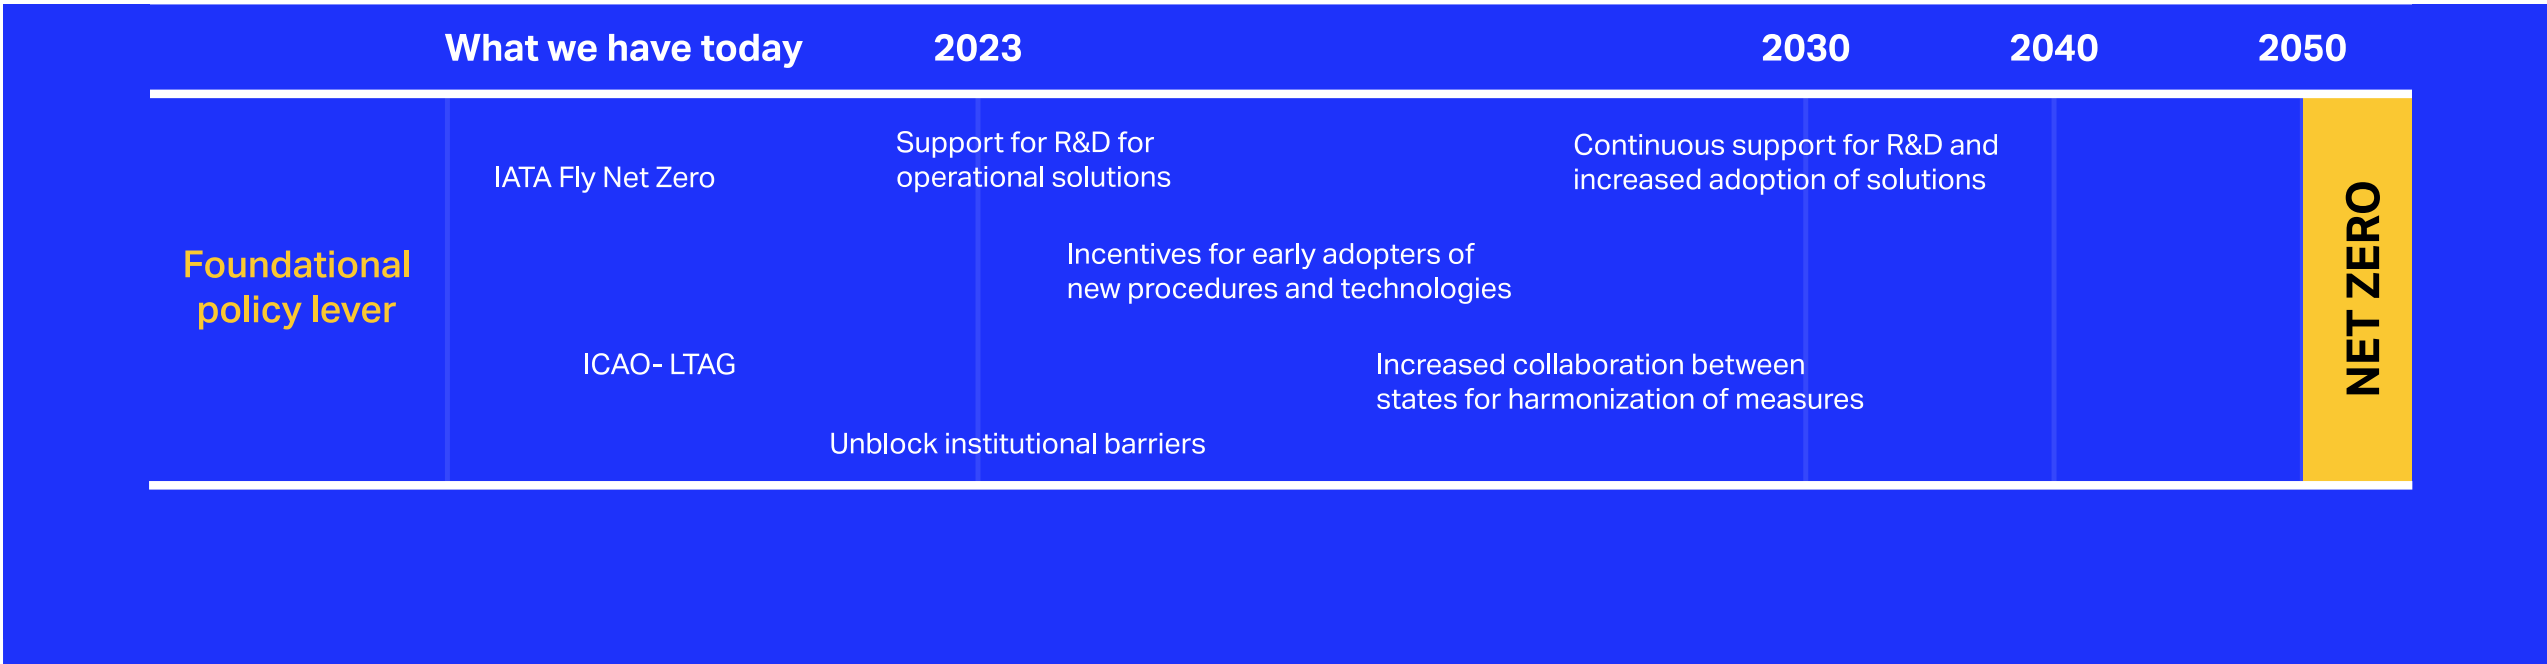 What we have today 2023 2030 2040 2050
Foundational
policy lever
IATA Fly Net Zero
ICAO- LTAG
Support for R&D for
operational solutions
Unblock institutional barriers
Incentives for early adopters of
new procedures and technologies
Increased collaboration between
states for harmonization of measures
Continuous support for R&D and
increased adoption of solutions
NET ZERO